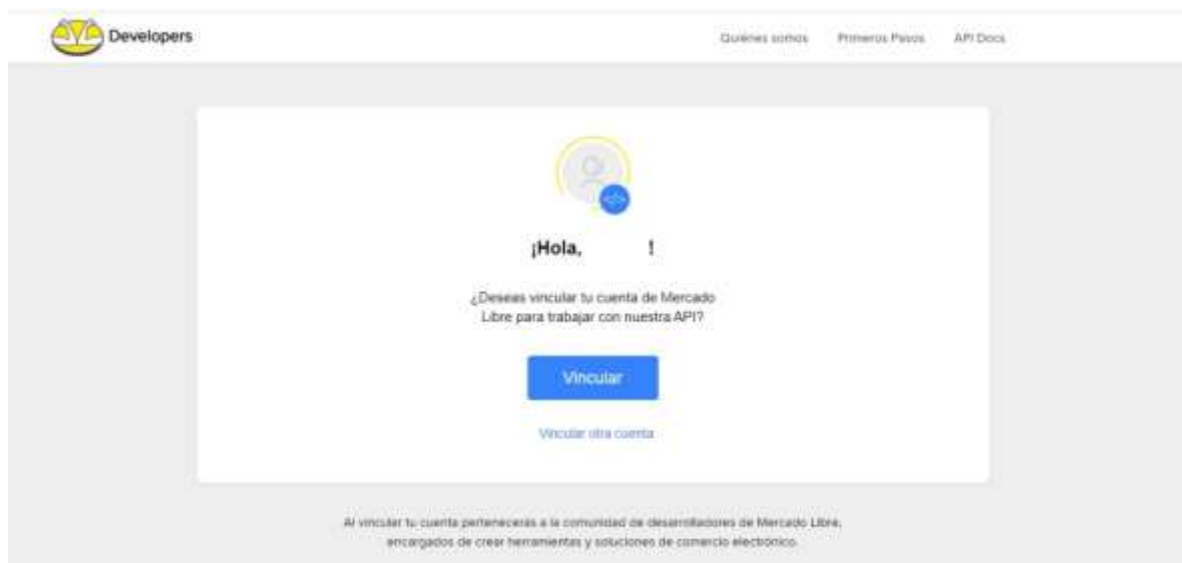 Developers
Quiénes somos Primeros Pasos API Docs
</>
¡Hola, !
¿Deseas vincular tu cuenta de Mercado
Libre para trabajar con nuestra API?
Vincular
Vincular otra cuenta
Al vincular tu cuenta pertenecerás a la comunidad de desarrolladores de Mercado Libre,
encargados de crear herramientas y soluciones de comercio electrónico.